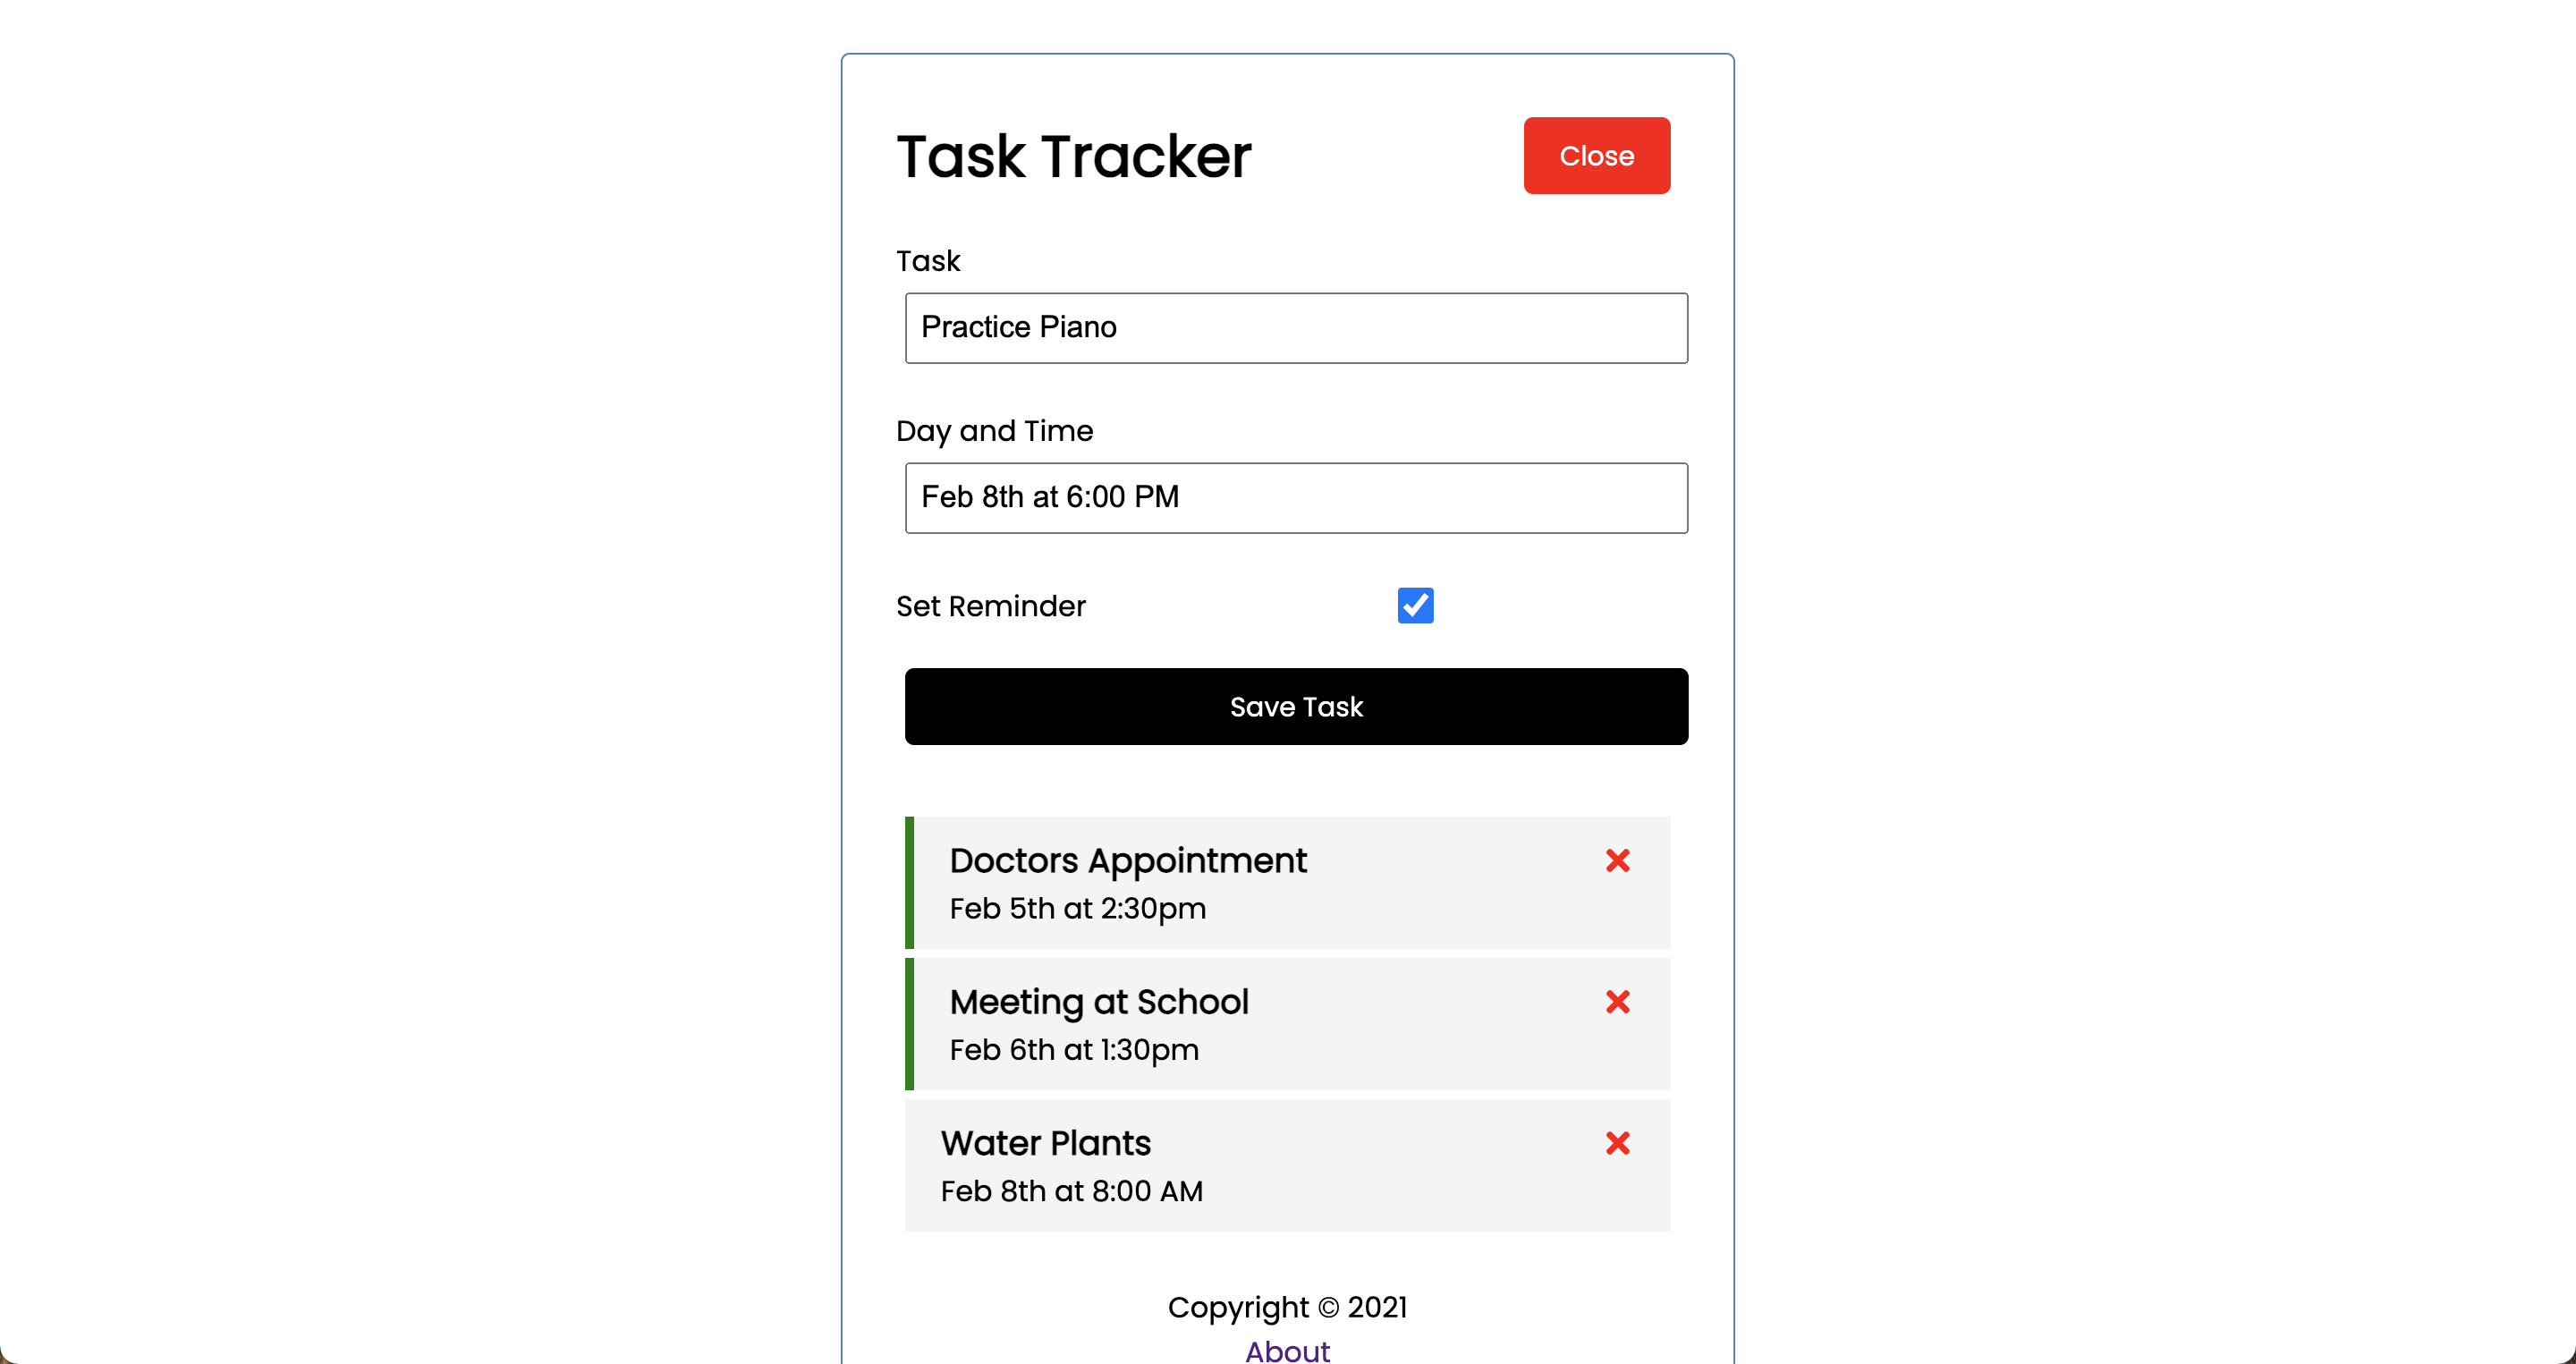 Task Tracker
Close
Task
Practice Piano
Day and Time
Feb 8th at 6:00 PM
Set Reminder
Save Task
Doctors Appointment
Feb 5th at 2:30pm
Meeting at School
Feb 6th at 1:30pm
Water Plants
Feb 8th at 8:00 AM
Copyright © 2021
About